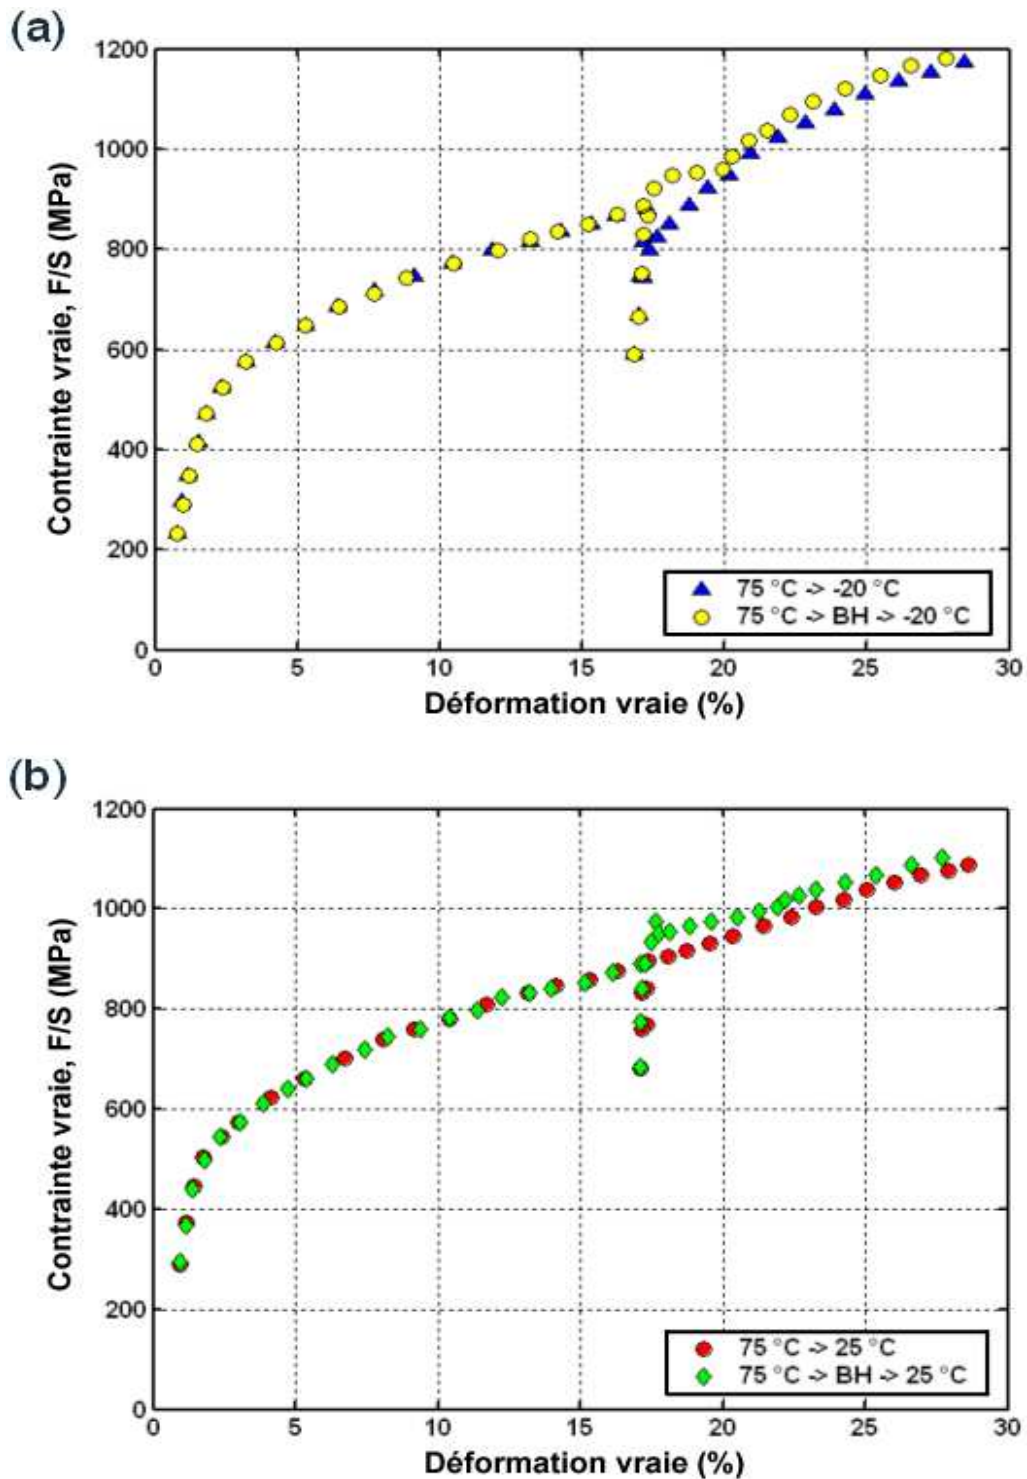 (a)
1200
1000
800
600
400
200
0
Contrainte vraie, F/S (MPa)
75 °C -> -20 °C
75 °C -> BH -> -20 °C
0 5 10 15 20 25 30
Déformation vraie (%)
(b)
1200
1000
800
600
400
200
0
Contrainte vraie, F/S (MPa)
75 °C -> 25 °C
75 °C -> BH -> 25 °C
0 5 10 15 20 25 30
Déformation vraie (%)